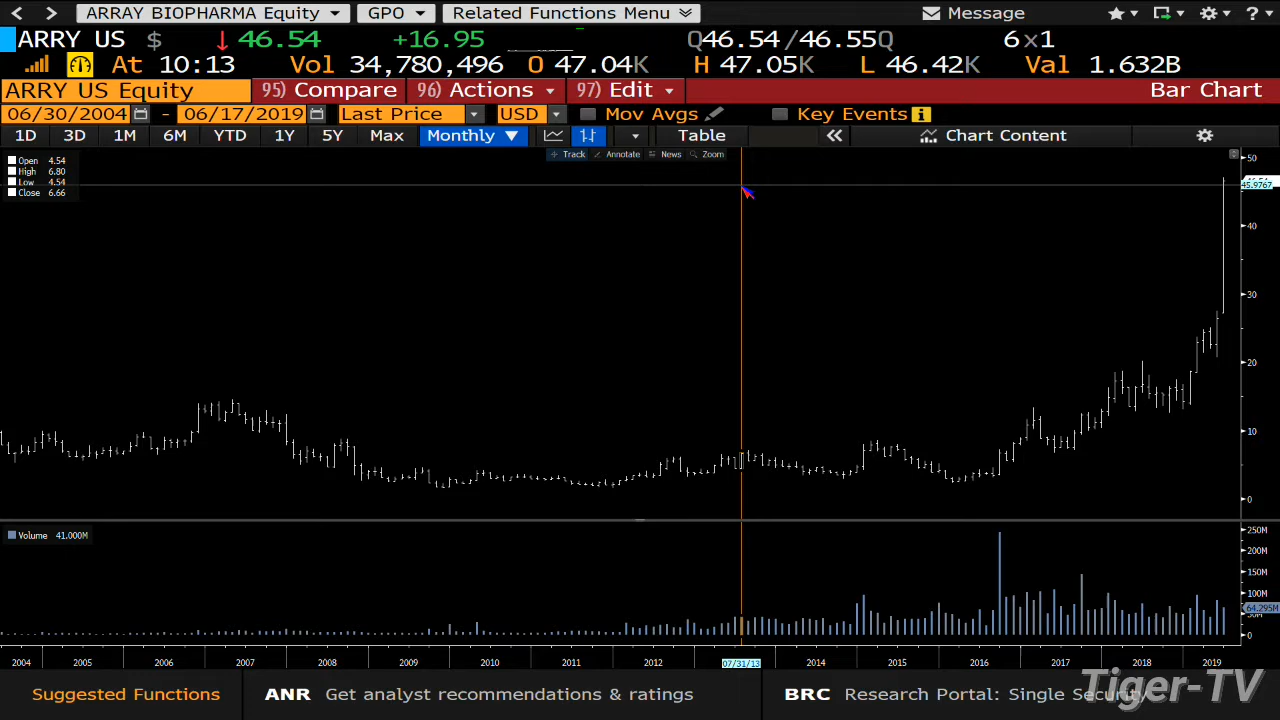 < > ARRAY BIOPHARMA Equity GPO Related Functions Menu Message ?
ARRY US $ ↓46.54 +16.95 Q46.54/46.55Q 6x1
At 10:13 Vol 34,780,496 O 47.04K H 47.05K L 46.42K Val 1.632B
ARRY US Equity 95) Compare 96) Actions 97) Edit Bar Chart
06/30/2004 - 06/17/2019 Last Price USD Mov Avgs Key Events i
1D 3D 1M 6M YTD 1Y 5Y Max Monthly ▼ Table « Chart Content
Track Annotate News Zoom
Open 4.54
High 6.80
Low 4.54
Close 6.66
50
45.9767
40
30
20
10
0
Volume 41.000M
250M
200M
150M
100M
64.295M
50M
0
2004 2005 2006 2007 2008 2009 2010 2011 2012 07/31/13 2014 2015 2016 2017 2018 2019
Suggested Functions ANR Get analyst recommendations & ratings BRC Research Portal: Single Security
Tiger-TV